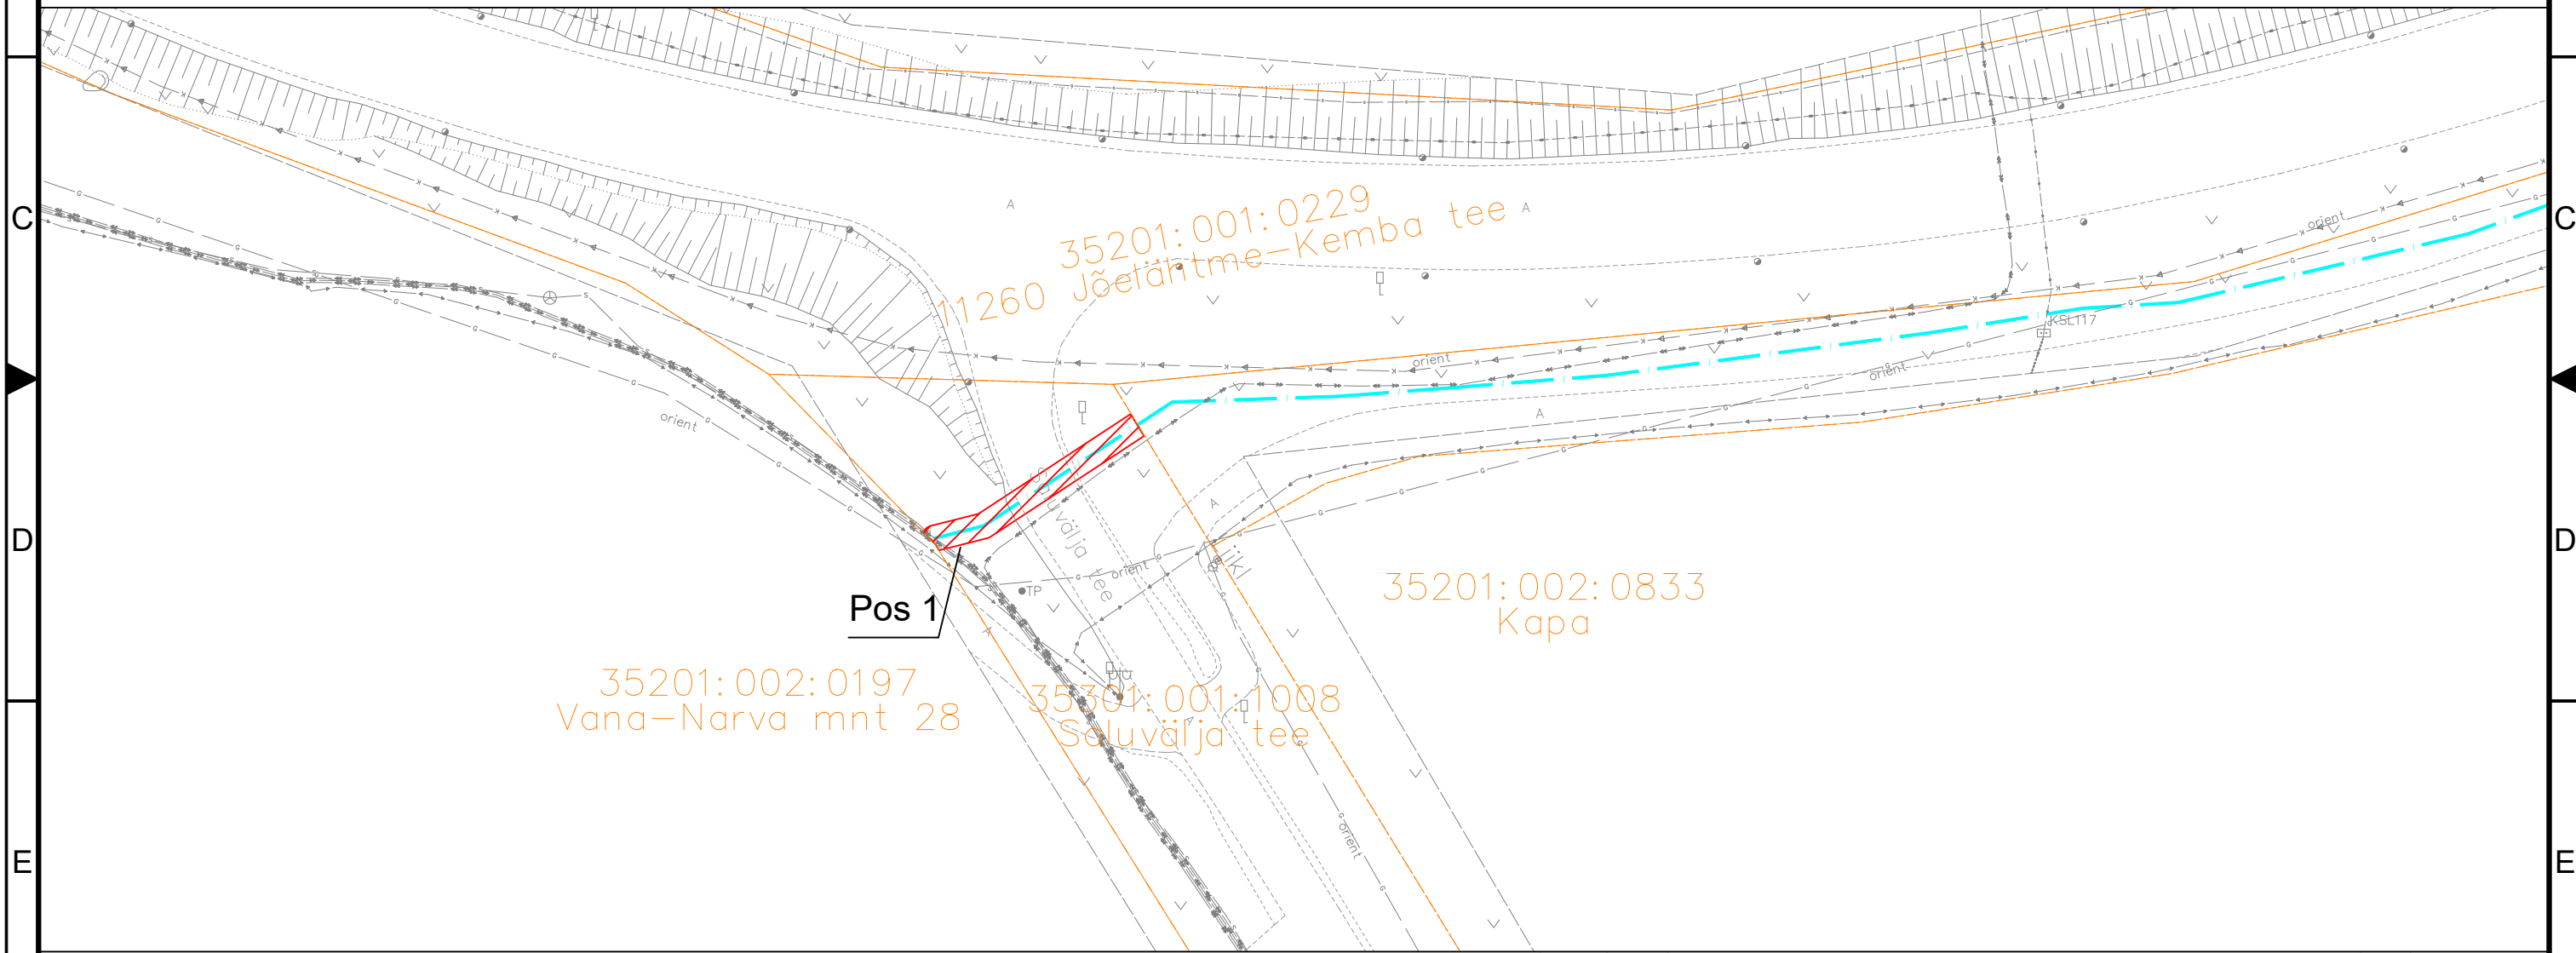 C
C
35201:001:0229
11260 Jõelähtme-Kemba tee
A
A
orient
KSL117
orient
orient
orient
A
A
Saluvälja tee
D
D
orient
TP
Pos 1
35201:002:0833
Kapa
35201:002:0197
Vana-Narva mnt 28
35301:001:1008
Saluvälja tee
A
A
orient
E
E